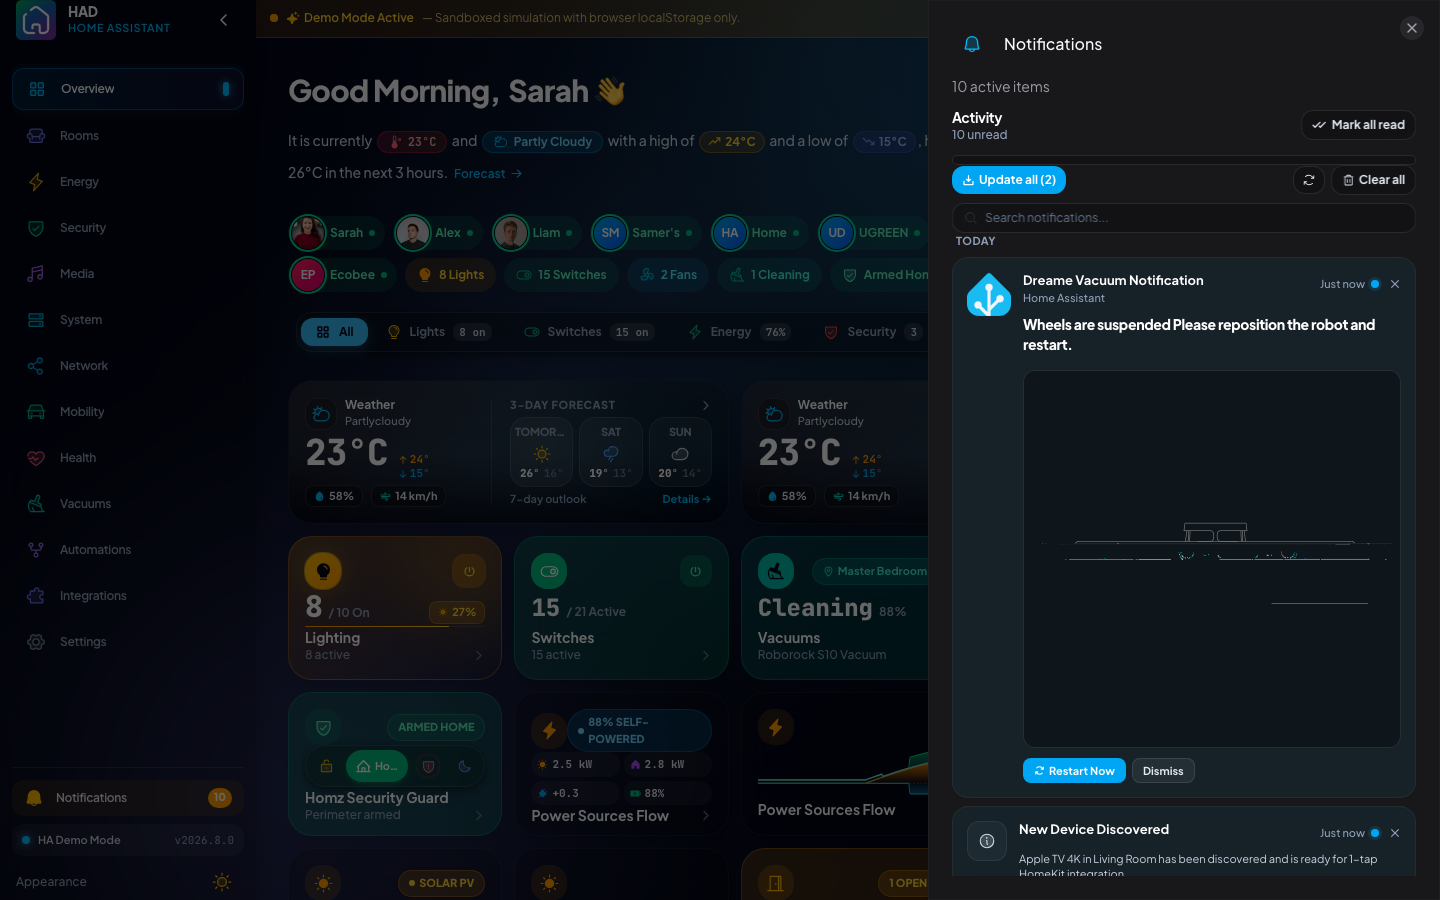 HAD
HOME ASSISTANT
Overview
Rooms
Energy
Security
Media
System
Network
Mobility
Health
Vacuums
Automations
Integrations
Settings
Notifications
10
HA Demo Mode
v2026.8.0
Appearance
Demo Mode Active — Sandboxed simulation with browser localStorage only.
Good Morning, Sarah 👋
It is currently 23°C and Partly Cloudy with a high of 24°C and a low of 15°C , h
26°C in the next 3 hours. Forecast →
Sarah
Alex
Liam
SM Samer's
HA Home
UD UGREEN
EP Ecobee
8 Lights
15 Switches
2 Fans
1 Cleaning
Armed Hom
All
Lights 8 on
Switches 15 on
Energy 76%
Security 3
Weather
Partlycloudy
23°C
↑ 24°
↓ 15°
58%
14 km/h
3-DAY FORECAST
TOMOR...
26° 16°
SAT
19° 13°
SUN
20° 14°
7-day outlook
Details →
Weather
Partlycloudy
23°C
↑ 24°
↓ 15°
58%
14 km/h
8 / 10 On
27%
Lighting
8 active
15 / 21 Active
Switches
15 active
Master Bedroom
Cleaning 88%
Vacuums
Roborock S10 Vacuum
ARMED HOME
Ho...
Homz Security Guard
Perimeter armed
88% SELF-
POWERED
2.5 kW
2.8 kW
+0.3
88%
Power Sources Flow
Power Sources Flow
SOLAR PV
1 OPEN
Notifications
10 active items
Activity
10 unread
Mark all read
Update all (2)
Clear all
Search notifications...
TODAY
Dreame Vacuum Notification
Just now
Home Assistant
Wheels are suspended Please reposition the robot and
restart.
Restart Now
Dismiss
New Device Discovered
Just now
Apple TV 4K in Living Room has been discovered and is ready for 1-tap
HomeKit integration